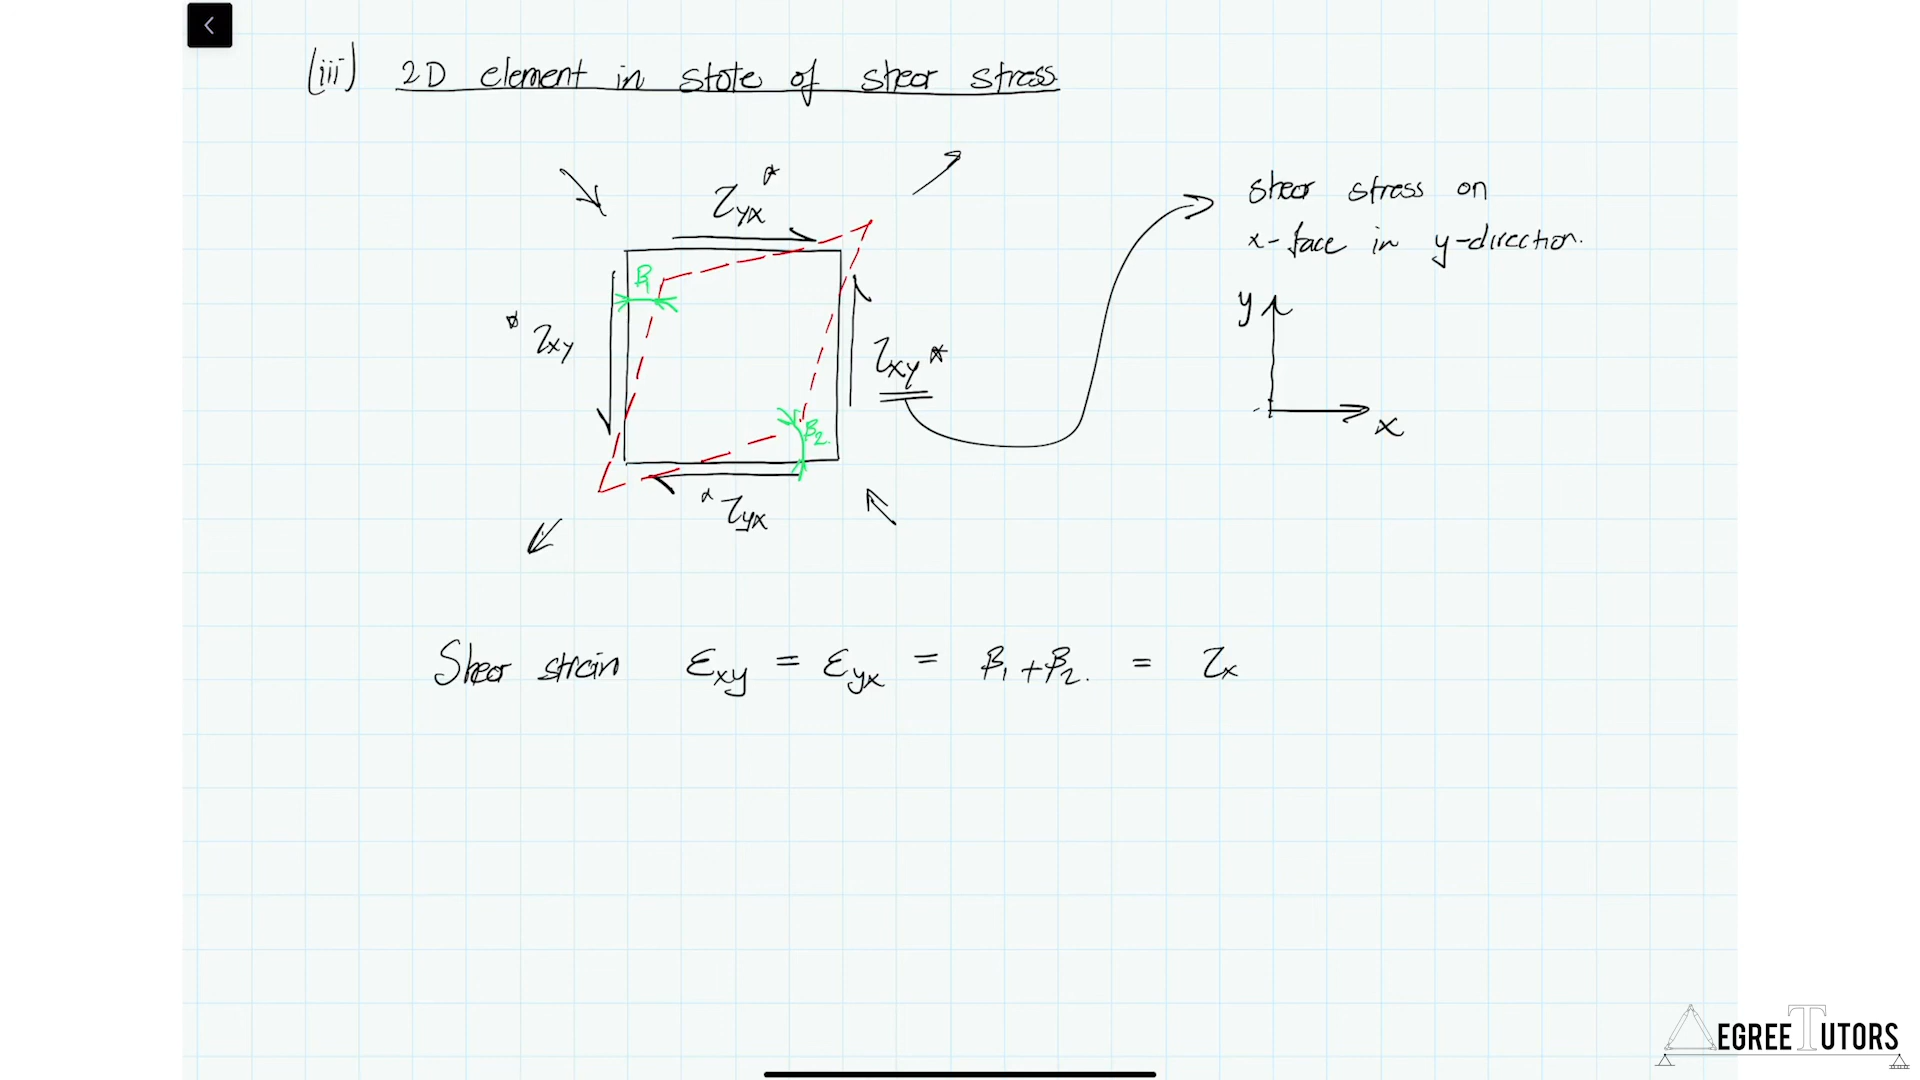 (iii) 2D element in state of shear stress
τyx*
shear stress on
x-face in y-direction.
β1
y
* τxy
τxy*
x
β2
* τyx
Shear strain εxy = εyx = β1 + β2. = τx
DEGREE TUTORS